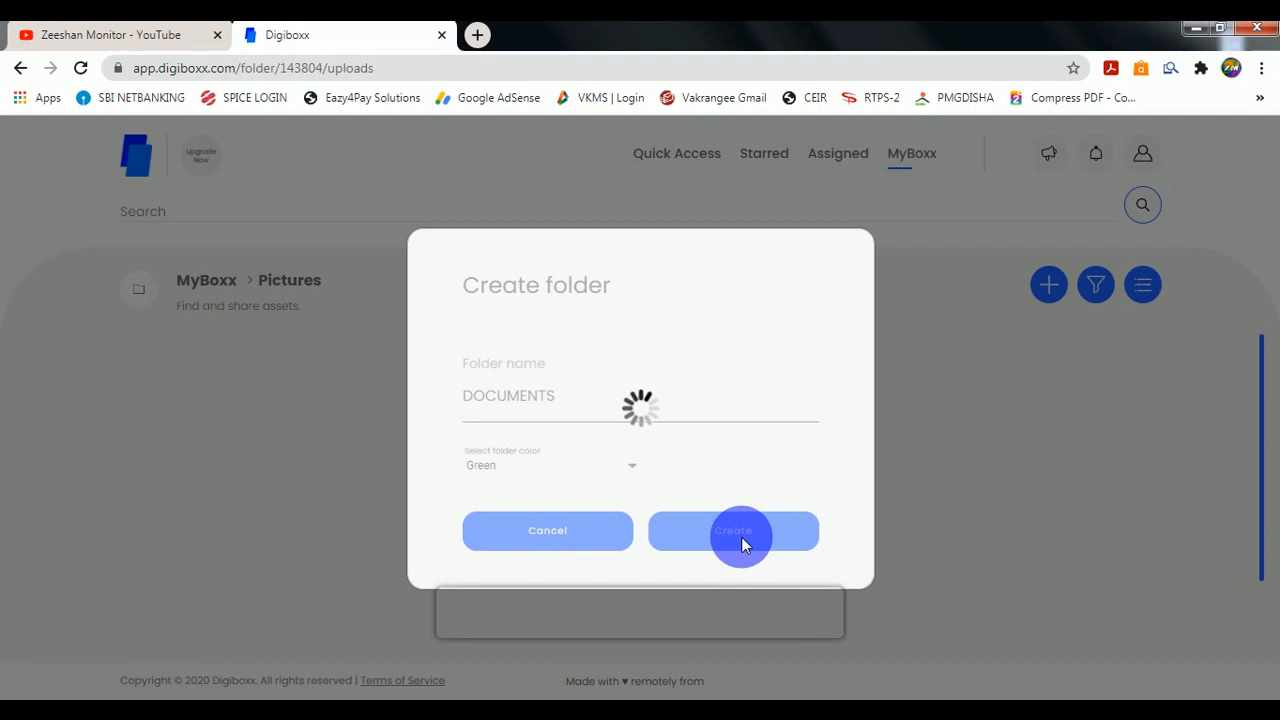 Zeeshan Monitor - YouTube
Digiboxx
app.digiboxx.com/folder/143804/uploads
Apps SBI NETBANKING SPICE LOGIN Eazy4Pay Solutions Google AdSense VKMS | Login Vakrangee Gmail CEIR RTPS-2 PMGDISHA Compress PDF - Co... »
Upgrade
Now
Quick Access Starred Assigned MyBoxx
Search
MyBoxx > Pictures
Find and share assets.
Create folder
Folder name
DOCUMENTS
Select folder color
Green
Cancel Create
Copyright © 2020 Digiboxx. All rights reserved | Terms of Service Made with ♥ remotely from